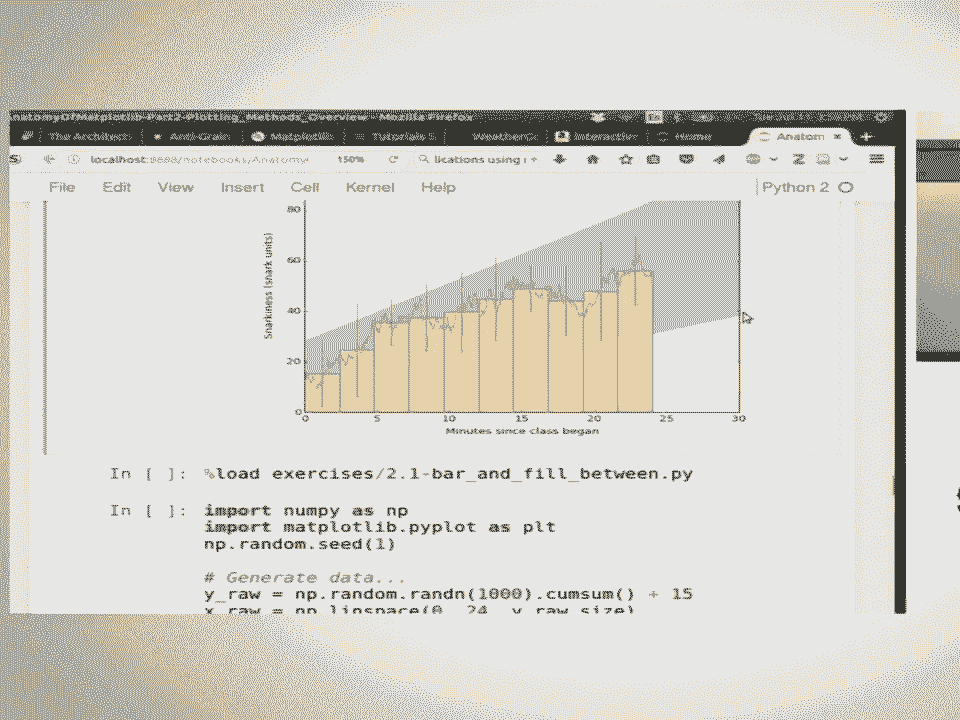 natomyOfMatplotlib-Part2-Plotting_Methods_Overview - Mozilla Firefox
The Architect Anti-Grain Matplotlib Tutorials WeatherGo Interactive Home Anatom
localhost:8888/notebooks/Anatomy 150% lications using
File Edit View Insert Cell Kernel Help Python 2
80
60
40
20
0
Snarkiness (snark units)
0 5 10 15 20 25 30
Minutes since class began
In [ ]: %load exercises/2.1-bar_and_fill_between.py
In [ ]: import numpy as np
import matplotlib.pyplot as plt
np.random.seed(1)
# Generate data...
y_raw = np.random.randn(1000).cumsum() + 15
x_raw = np.linspace(0, 24, y_raw.size)